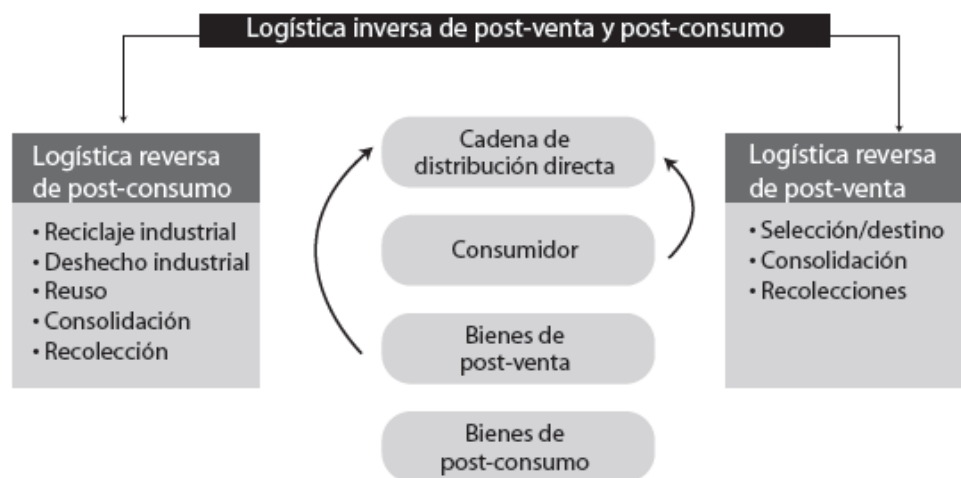 Logística inversa de post-venta y post-consumo
Logística reversa
de post-consumo
• Reciclaje industrial
• Deshecho industrial
• Reuso
• Consolidación
• Recolección
Cadena de
distribución directa
Consumidor
Bienes de
post-venta
Bienes de
post-consumo
Logística reversa
de post-venta
• Selección/destino
• Consolidación
• Recolecciones